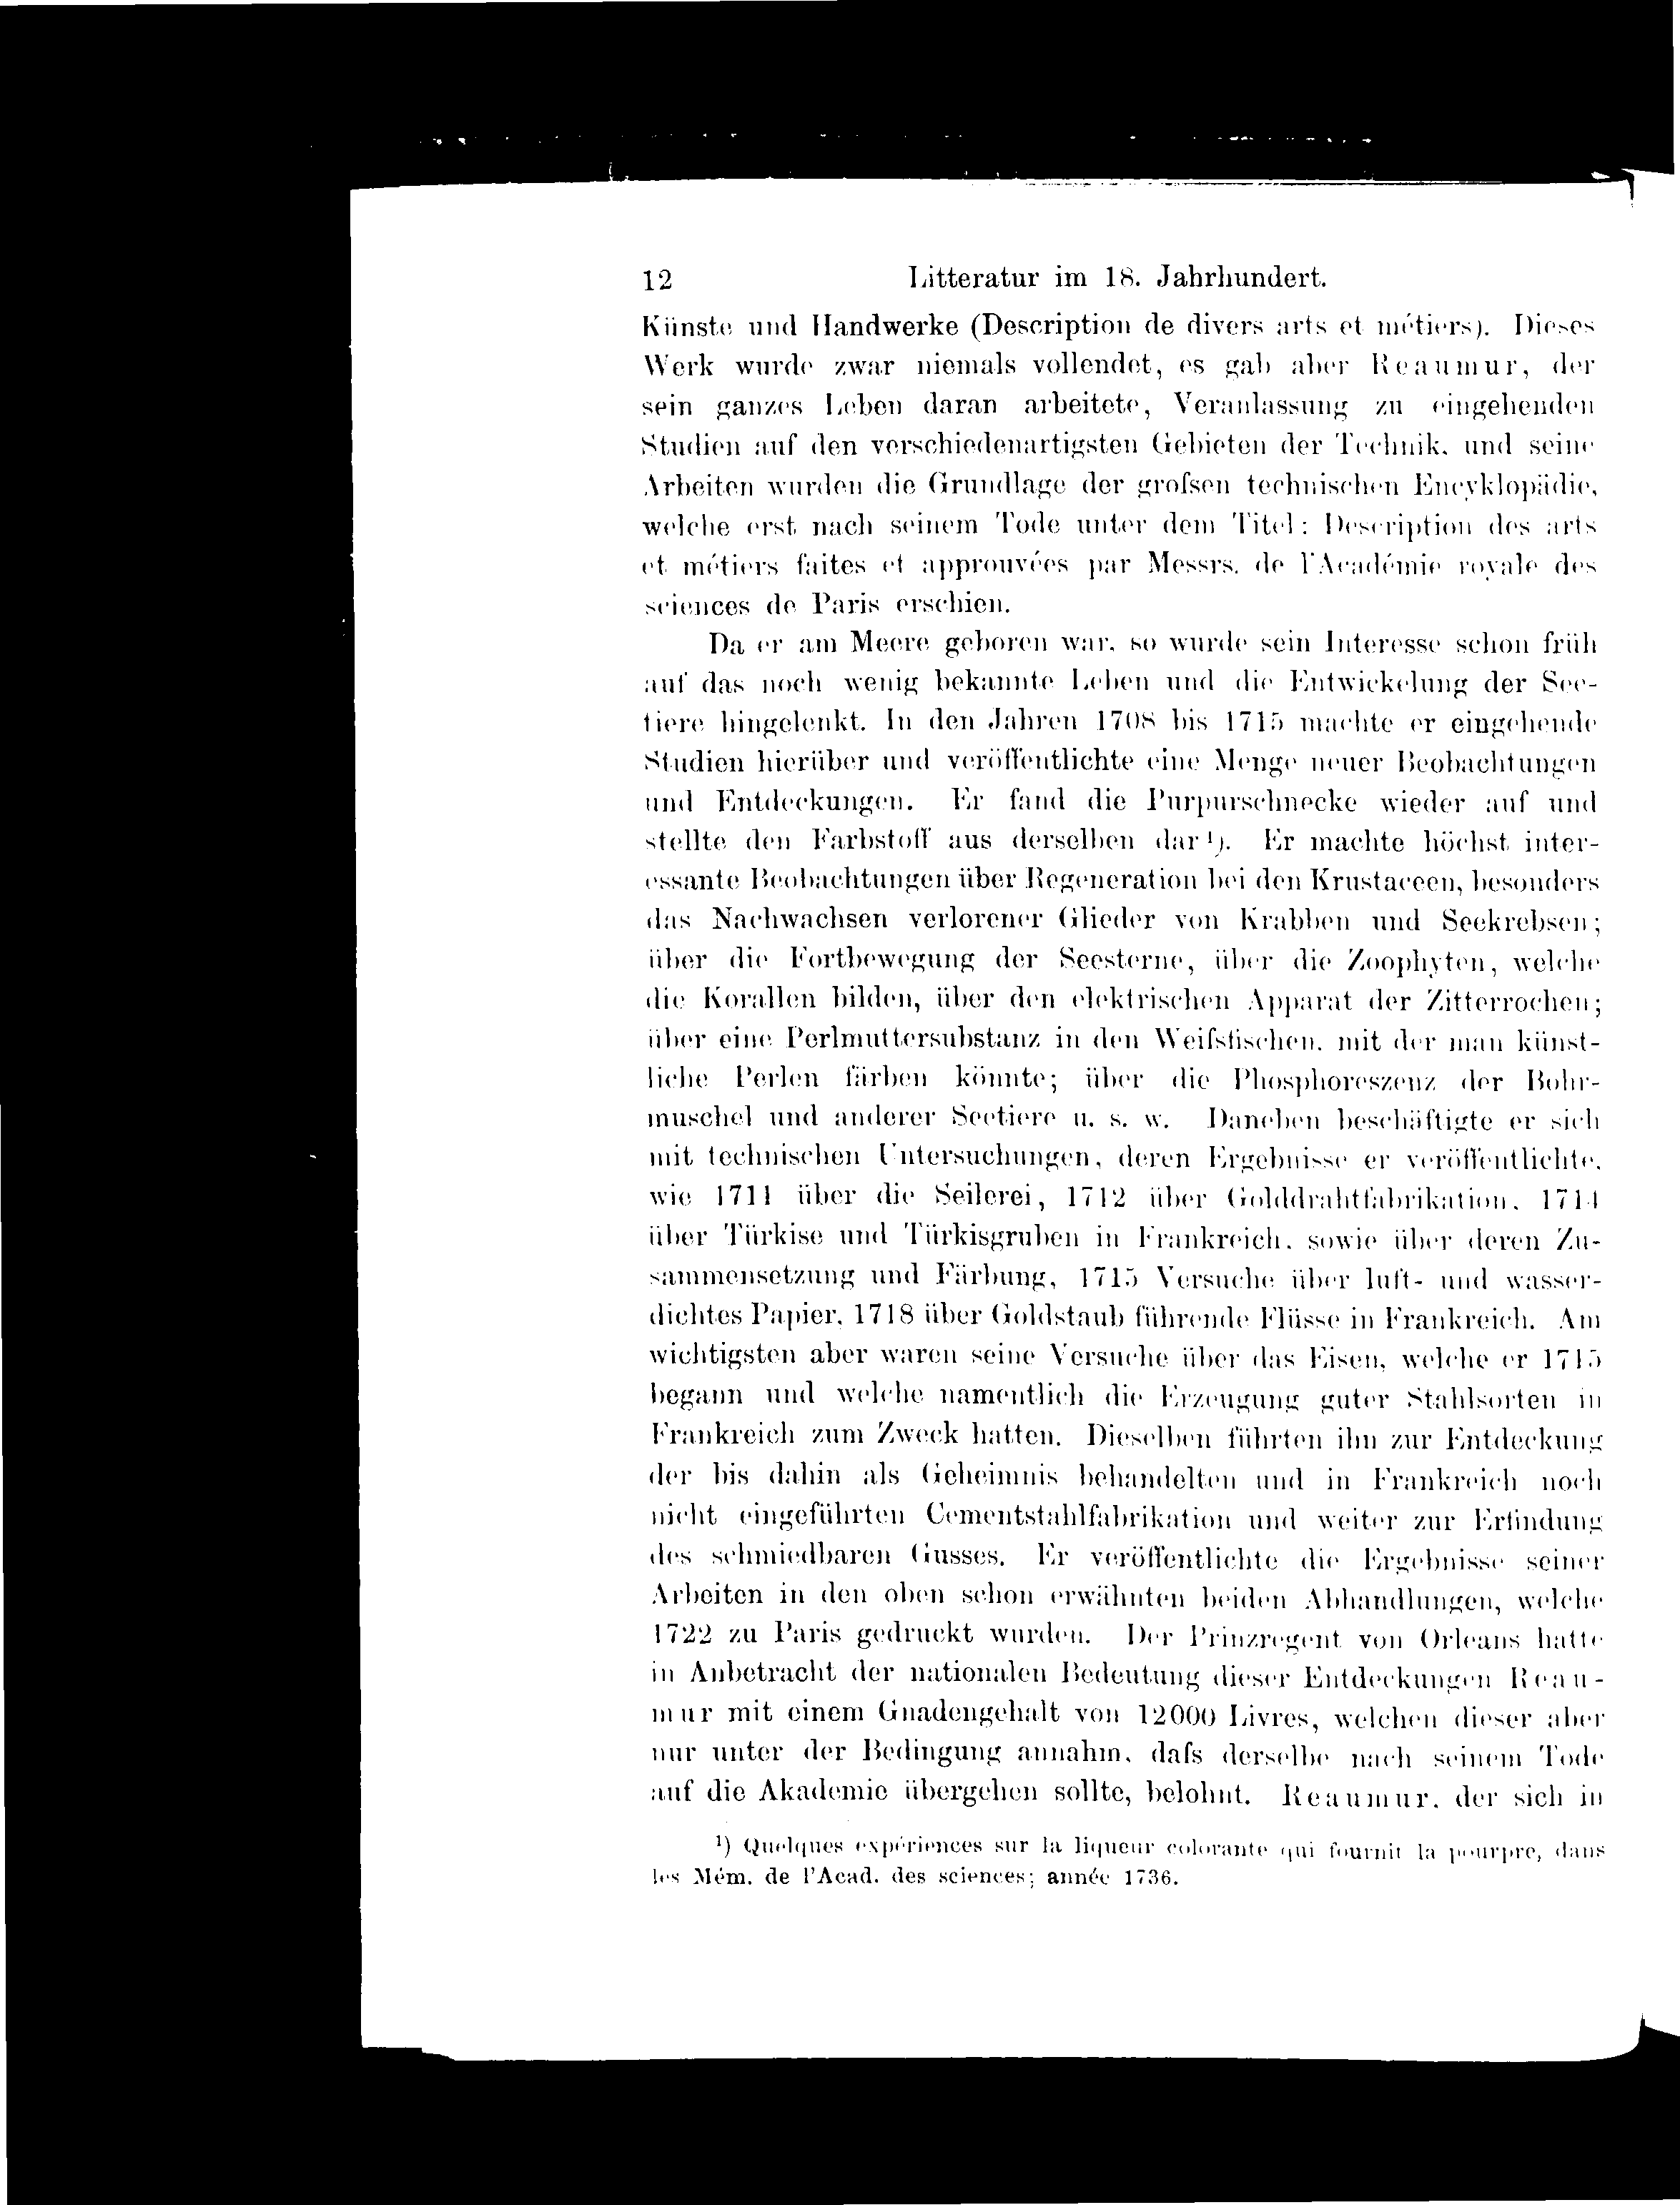 12 Litteratur im 18. Jahrhundert.
Künste und Handwerke (Description de divers arts et métiers). Dieses
Werk wurde zwar niemals vollendet, es gab aber Reaumur, der
sein ganzes Leben daran arbeitete, Veranlassung zu eingehenden
Studien auf den verschiedenartigsten Gebieten der Technik, und seine
Arbeiten wurden die Grundlage der grofsen technischen Encyklopädie,
welche erst nach seinem Tode unter dem Titel: Description des arts
et métiers faites et approuvées par Messrs. de l'Académie royale des
sciences de Paris erschien.
Da er am Meere geboren war, so wurde sein Interesse schon früh
auf das noch wenig bekannte Leben und die Entwickelung der See-
tiere hingelenkt. In den Jahren 1708 bis 1715 machte er eingehende
Studien hierüber und veröffentlichte eine Menge neuer Beobachtungen
und Entdeckungen. Er fand die Purpurschnecke wieder auf und
stellte den Farbstoff aus derselben dar ¹). Er machte höchst inter-
essante Beobachtungen über Regeneration bei den Krustaceen, besonders
das Nachwachsen verlorener Glieder von Krabben und Seekrebsen;
über die Fortbewegung der Seesterne, über die Zoophyten, welche
die Korallen bilden, über den elektrischen Apparat der Zitterrochen;
über eine Perlmuttersubstanz in den Weifsfischen, mit der man künst-
liche Perlen färben könnte; über die Phosphoreszenz der Bohr-
muschel und anderer Seetiere u. s. w. Daneben beschäftigte er sich
mit technischen Untersuchungen, deren Ergebnisse er veröffentlichte,
wie 1711 über die Seilerei, 1712 über Golddrahtfabrikation, 1714
über Türkise und Türkisgruben in Frankreich, sowie über deren Zu-
sammensetzung und Färbung, 1715 Versuche über luft- und wasser-
dichtes Papier, 1718 über Goldstaub führende Flüsse in Frankreich. Am
wichtigsten aber waren seine Versuche über das Eisen, welche er 1715
begann und welche namentlich die Erzeugung guter Stahlsorten in
Frankreich zum Zweck hatten. Dieselben führten ihn zur Entdeckung
der bis dahin als Geheimnis behandelten und in Frankreich noch
nicht eingeführten Cementstahlfabrikation und weiter zur Erfindung
des schmiedbaren Gusses. Er veröffentlichte die Ergebnisse seiner
Arbeiten in den oben schon erwähnten beiden Abhandlungen, welche
1722 zu Paris gedruckt wurden. Der Prinzregent von Orleans hatte
in Anbetracht der nationalen Bedeutung dieser Entdeckungen Reau-
mur mit einem Gnadengehalt von 12000 Livres, welchen dieser aber
nur unter der Bedingung annahm, dafs derselbe nach seinem Tode
auf die Akademie übergehen sollte, belohnt. Reaumur, der sich in
¹) Quelques expériences sur la liqueur colorante qui fournit la pourpre, dans
les Mém. de l'Acad. des sciences; année 1736.